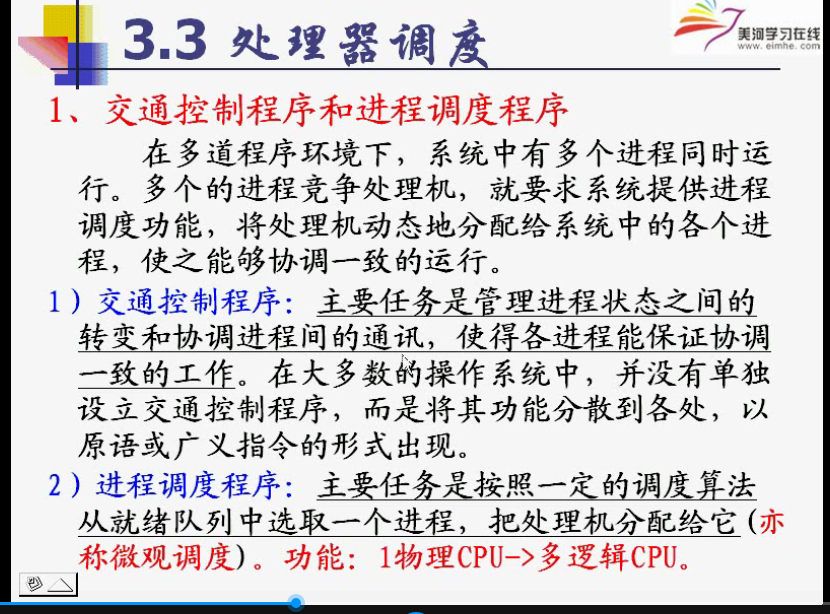 3.3 处理器调度
美河学习在线
www.eimhe.com
1、交通控制程序和进程调度程序
在多道程序环境下，系统中有多个进程同时运
行。多个的进程竞争处理机，就要求系统提供进程
调度功能，将处理机动态地分配给系统中的各个进
程，使之能够协调一致的运行。
1）交通控制程序：主要任务是管理进程状态之间的
转变和协调进程间的通讯，使得各进程能保证协调
一致的工作。在大多数的操作系统中，并没有单独
设立交通控制程序，而是将其功能分散到各处，以
原语或广义指令的形式出现。
2）进程调度程序：主要任务是按照一定的调度算法
从就绪队列中选取一个进程，把处理机分配给它(亦
称微观调度)。功能：1物理CPU->多逻辑CPU。